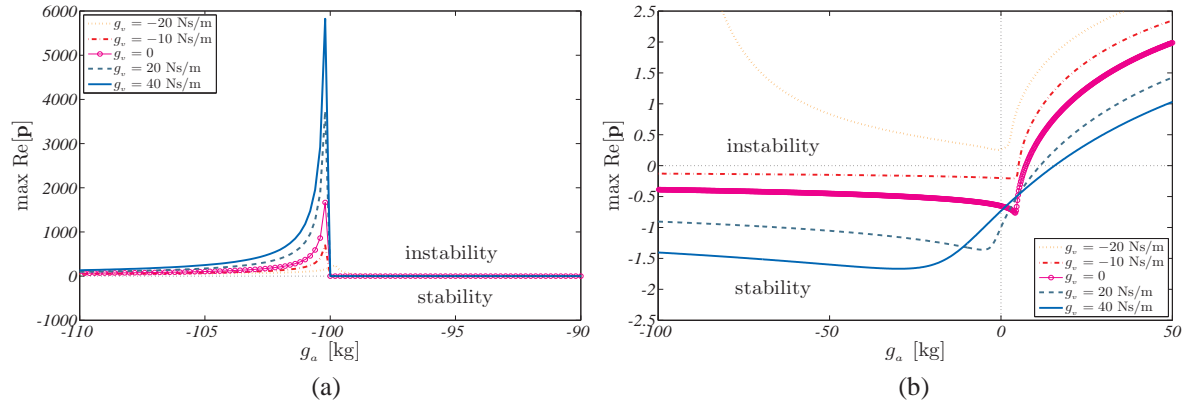 6000
5000
4000
3000
2000
1000
0
-1000
max Re[p]
g_v = −20 Ns/m
g_v = −10 Ns/m
g_v = 0
g_v = 20 Ns/m
g_v = 40 Ns/m
instability
stability
-110
-105
-100
-95
-90
g_a [kg]
(a)
2.5
2
1.5
1
0.5
0
-0.5
-1
-1.5
-2
-2.5
max Re[p]
instability
stability
g_v = −20 Ns/m
g_v = −10 Ns/m
g_v = 0
g_v = 20 Ns/m
g_v = 40 Ns/m
-100
-50
0
50
g_a [kg]
(b)